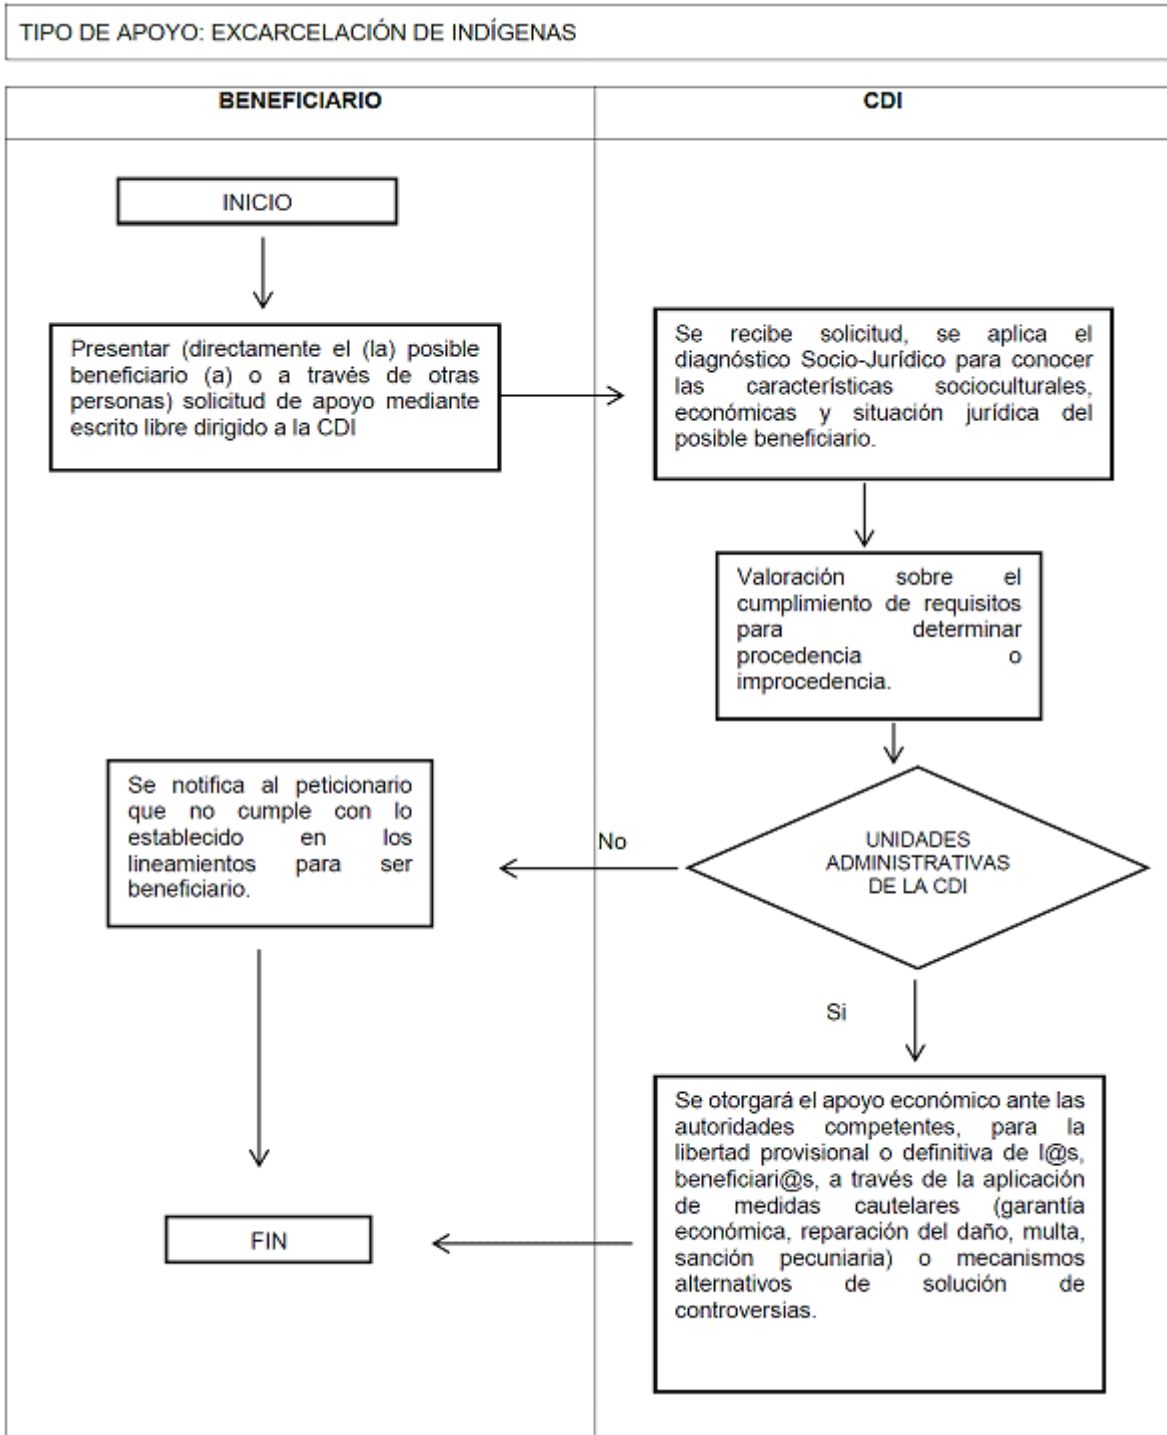 TIPO DE APOYO: EXCARCELACIÓN DE INDÍGENAS
BENEFICIARIO
CDI
INICIO
Presentar (directamente el (la) posible
beneficiario (a) o a través de otras
personas) solicitud de apoyo mediante
escrito libre dirigido a la CDI
Se recibe solicitud, se aplica el
diagnóstico Socio-Jurídico para conocer
las características socioculturales,
económicas y situación jurídica del
posible beneficiario.
Valoración sobre el
cumplimiento de requisitos
para determinar
procedencia o
improcedencia.
UNIDADES
ADMINISTRATIVAS
DE LA CDI
No
Se notifica al peticionario
que no cumple con lo
establecido en los
lineamientos para ser
beneficiario.
Si
Se otorgará el apoyo económico ante las
autoridades competentes, para la
libertad provisional o definitiva de l@s,
beneficiari@s, a través de la aplicación
de medidas cautelares (garantía
económica, reparación del daño, multa,
sanción pecuniaria) o mecanismos
alternativos de solución de
controversias.
FIN